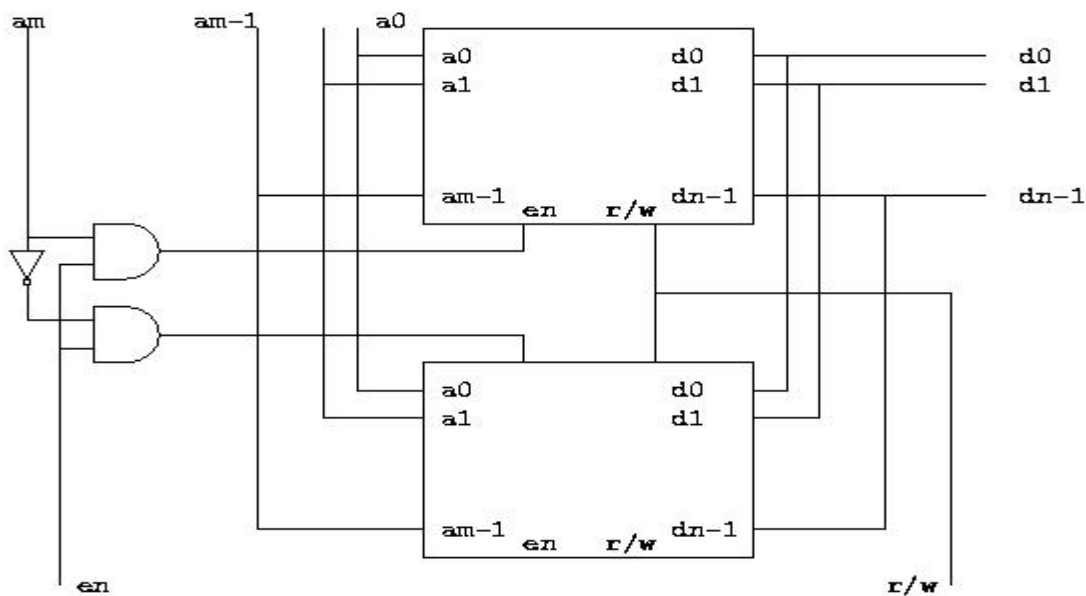 am am-1 a0
a0 d0 d0
a1 d1 d1
am-1 dn-1 dn-1
en r/w
a0 d0
a1 d1
am-1 dn-1
en r/w
en r/w